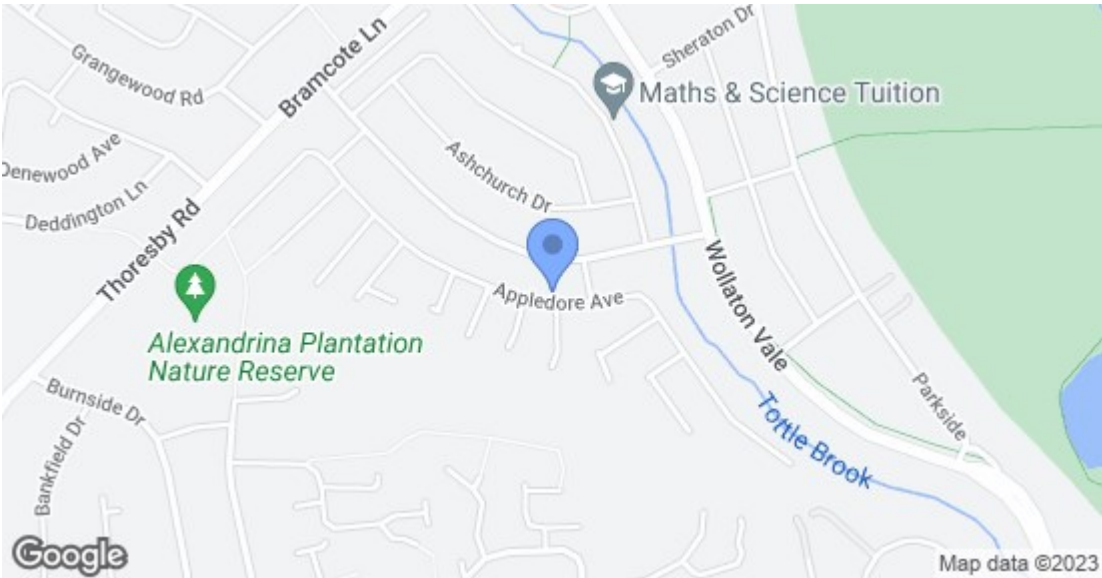 Sheraton Dr
Grangewood Rd
Bramcote Ln
Maths & Science Tuition
Denewood Ave
Ashchurch Dr
Deddington Ln
Thoresby Rd
Wollaton Vale
Appledore Ave
Alexandrina Plantation
Nature Reserve
Burnside Dr
Bankfield Dr
Parkside
Tottle Brook
Google
Map data ©2023